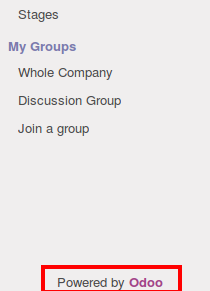 Stages
My Groups
Whole Company
Discussion Group
Join a group
Powered by Odoo